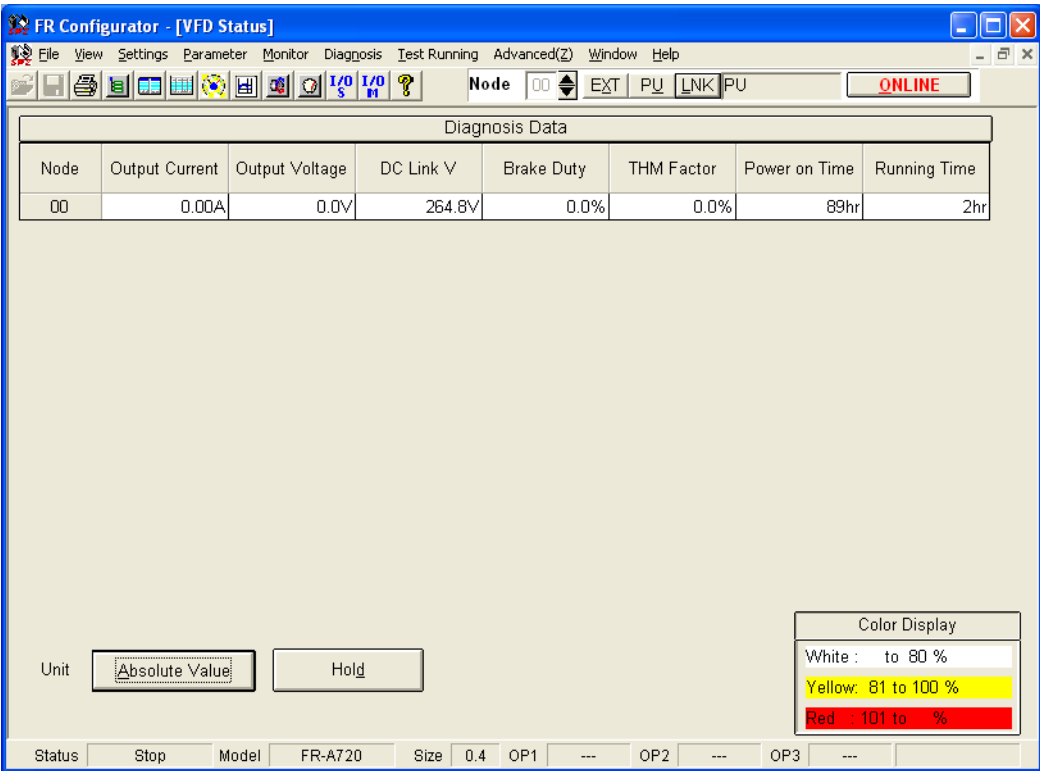 FR Configurator - [VFD Status]
File View Settings Parameter Monitor Diagnosis Test Running Advanced(Z) Window Help
I/O S I/O M ? Node 00 EXT PU LNK PU ONLINE
Diagnosis Data
Node Output Current Output Voltage DC Link V Brake Duty THM Factor Power on Time Running Time
00 0.00A 0.0V 264.8V 0.0% 0.0% 89hr 2hr
Color Display
White : to 80 %
Yellow: 81 to 100 %
Red : 101 to %
Unit Absolute Value Hold
Status Stop Model FR-A720 Size 0.4 OP1 --- OP2 --- OP3 ---